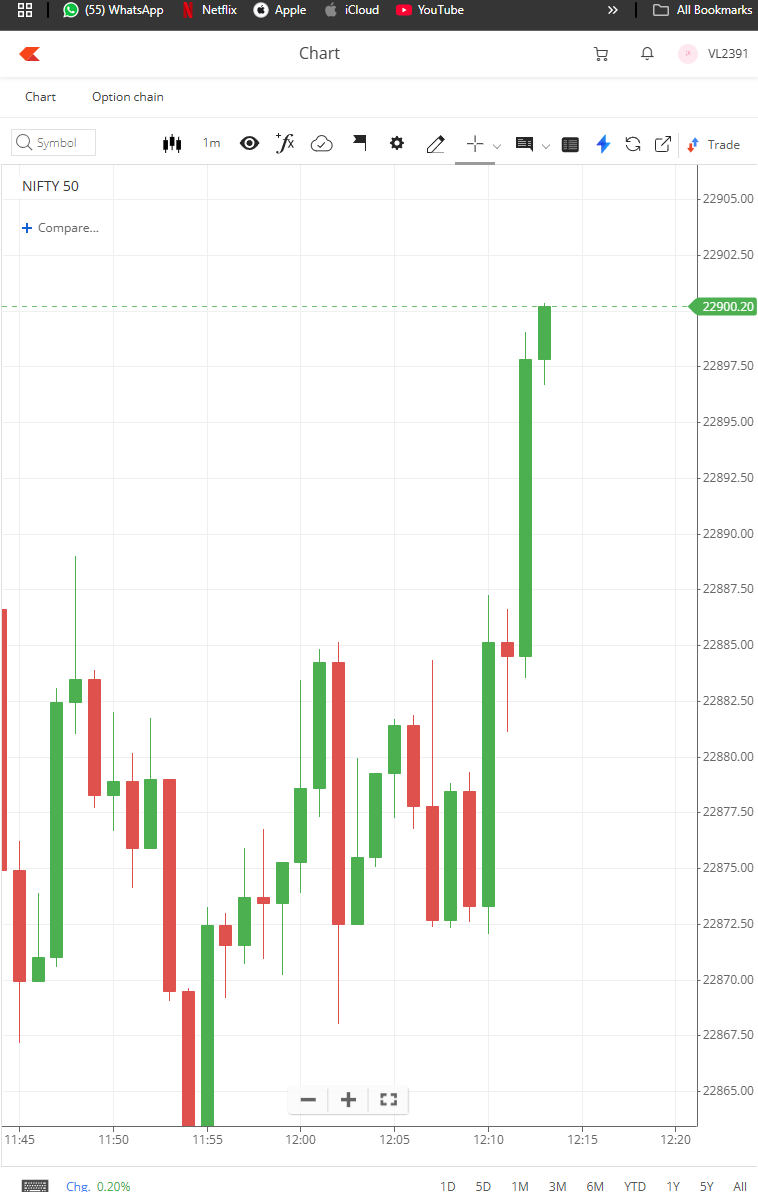 (55) WhatsApp Netflix Apple iCloud YouTube » All Bookmarks
Chart VL2391
Chart Option chain
Symbol 1m fx Trade
NIFTY 50
+ Compare...
22905.00
22902.50
22900.20
22897.50
22895.00
22892.50
22890.00
22887.50
22885.00
22882.50
22880.00
22877.50
22875.00
22872.50
22870.00
22867.50
22865.00
11:45 11:50 11:55 12:00 12:05 12:10 12:15 12:20
Chg. 0.20% 1D 5D 1M 3M 6M YTD 1Y 5Y All